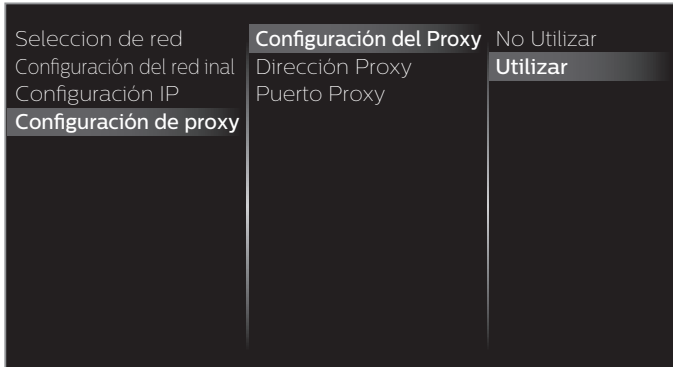 Seleccion de red
Configuración del red inal
Configuración IP
Configuración de proxy
Configuración del Proxy
Dirección Proxy
Puerto Proxy
No Utilizar
Utilizar